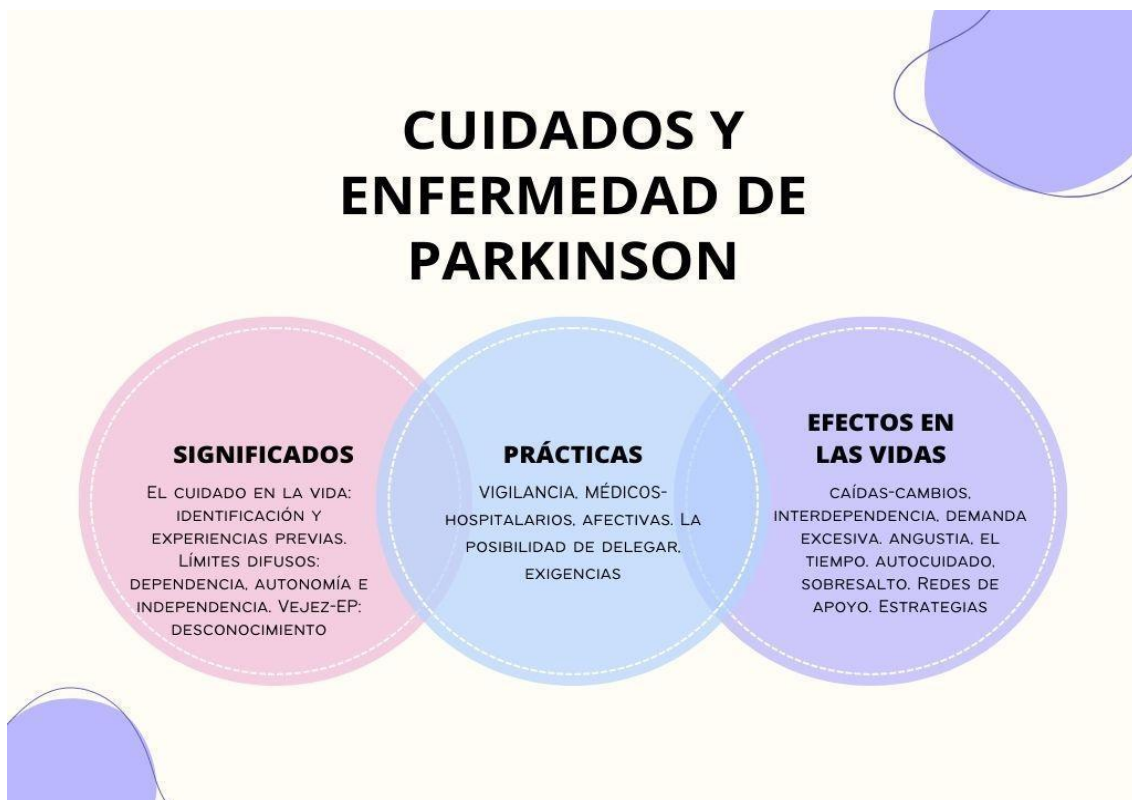 CUIDADOS Y
ENFERMEDAD DE
PARKINSON
SIGNIFICADOS
El cuidado en la vida:
identificación y
experiencias previas.
Límites difusos:
dependencia, autonomía e
independencia. Vejez-EP:
desconocimiento
PRÁCTICAS
vigilancia, médicos-
hospitalarios, afectivas. La
posibilidad de delegar,
exigencias
EFECTOS EN
LAS VIDAS
caídas-cambios,
interdependencia, demanda
excesiva. angustia, el
tiempo. autocuidado,
sobresalto. Redes de
apoyo. Estrategias